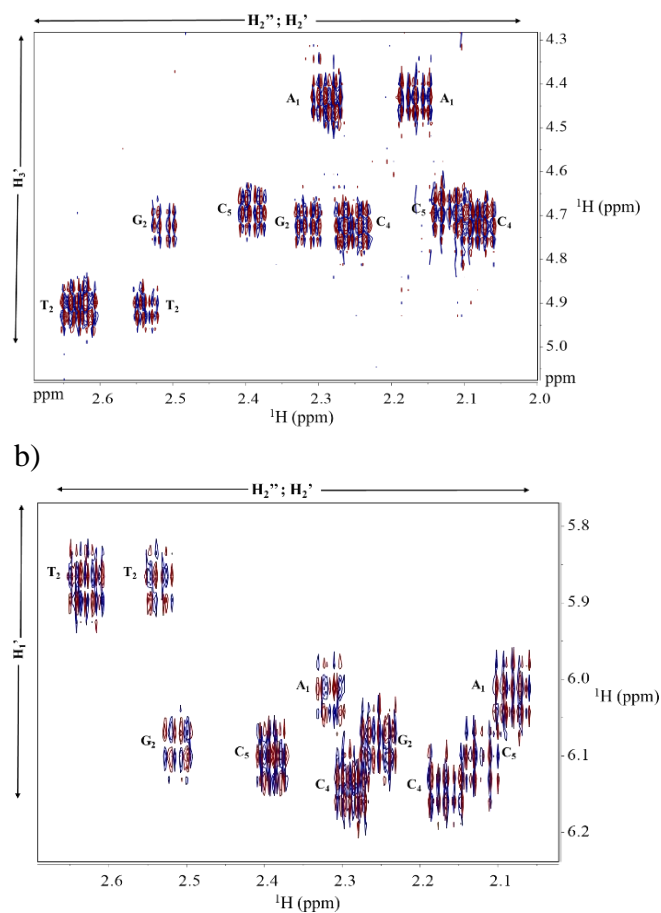 H2''; H2'
H3'
A1 A1
G2 C5 G2 C4 C5 C4
T2 T2
4.3
4.4
4.5
4.6
4.7
4.8
4.9
5.0
ppm
1H (ppm)
ppm 2.6 2.5 2.4 2.3 2.2 2.1 2.0
1H (ppm)
b)
H2''; H2'
H1'
T2 T2
A1 A1
G2 C5 G2 C5
C4 C4
5.8
5.9
6.0
6.1
6.2
1H (ppm)
2.6 2.5 2.4 2.3 2.2 2.1
1H (ppm)